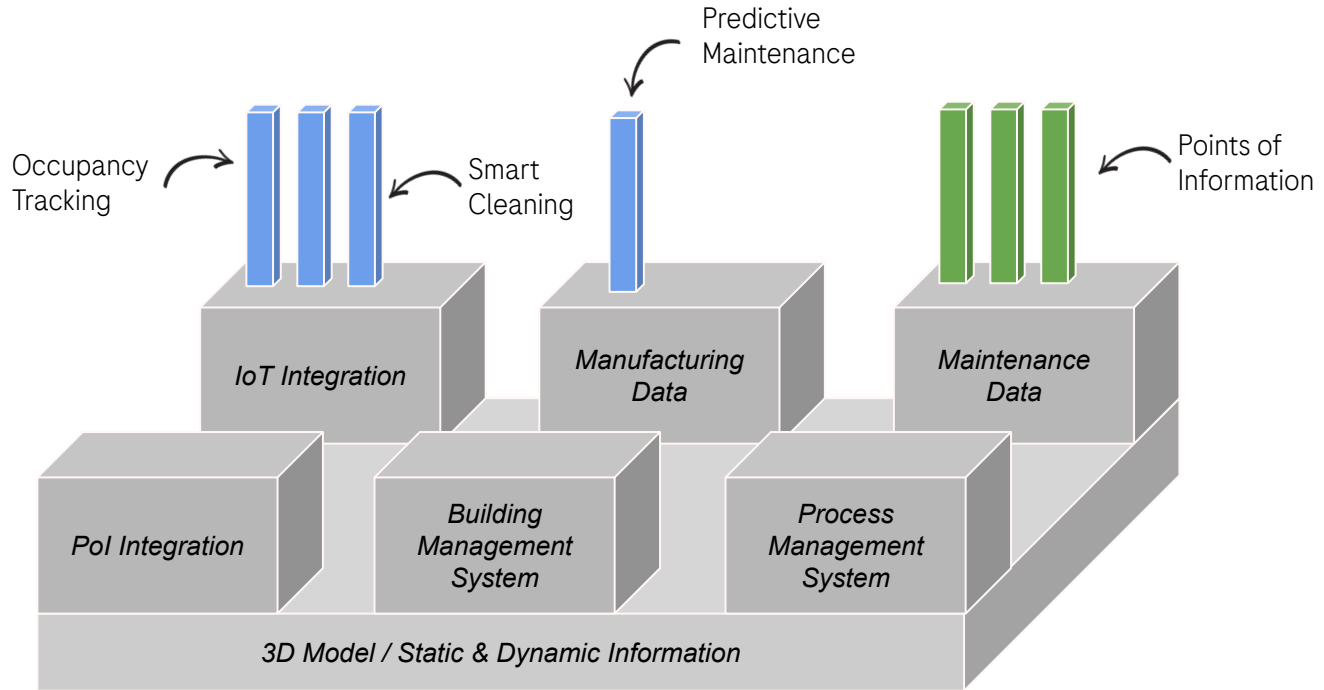 Predictive
Maintenance
Occupancy
Tracking
Smart
Cleaning
Points of
Information
IoT Integration
Manufacturing
Data
Maintenance
Data
PoI Integration
Building
Management
System
Process
Management
System
3D Model / Static & Dynamic Information